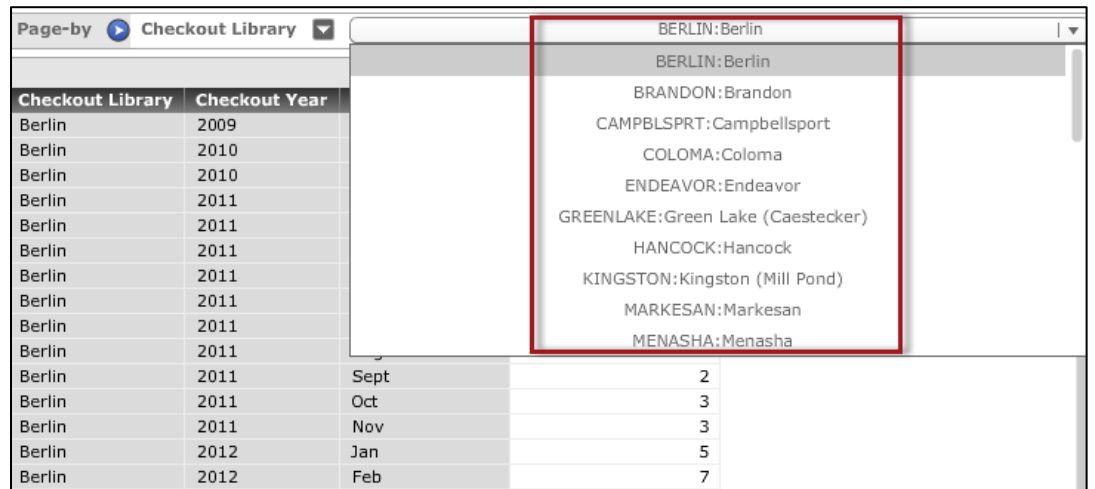 Page-by Checkout Library BERLIN:Berlin
BERLIN:Berlin
BRANDON:Brandon
CAMPBLSPRT:Campbellsport
COLOMA:Coloma
ENDEAVOR:Endeavor
GREENLAKE:Green Lake (Caestecker)
HANCOCK:Hancock
KINGSTON:Kingston (Mill Pond)
MARKESAN:Markesan
MENASHA:Menasha
Checkout Library Checkout Year
Berlin 2009
Berlin 2010
Berlin 2010
Berlin 2011
Berlin 2011
Berlin 2011
Berlin 2011
Berlin 2011
Berlin 2011
Berlin 2011
Berlin 2011 Sept 2
Berlin 2011 Oct 3
Berlin 2011 Nov 3
Berlin 2012 Jan 5
Berlin 2012 Feb 7